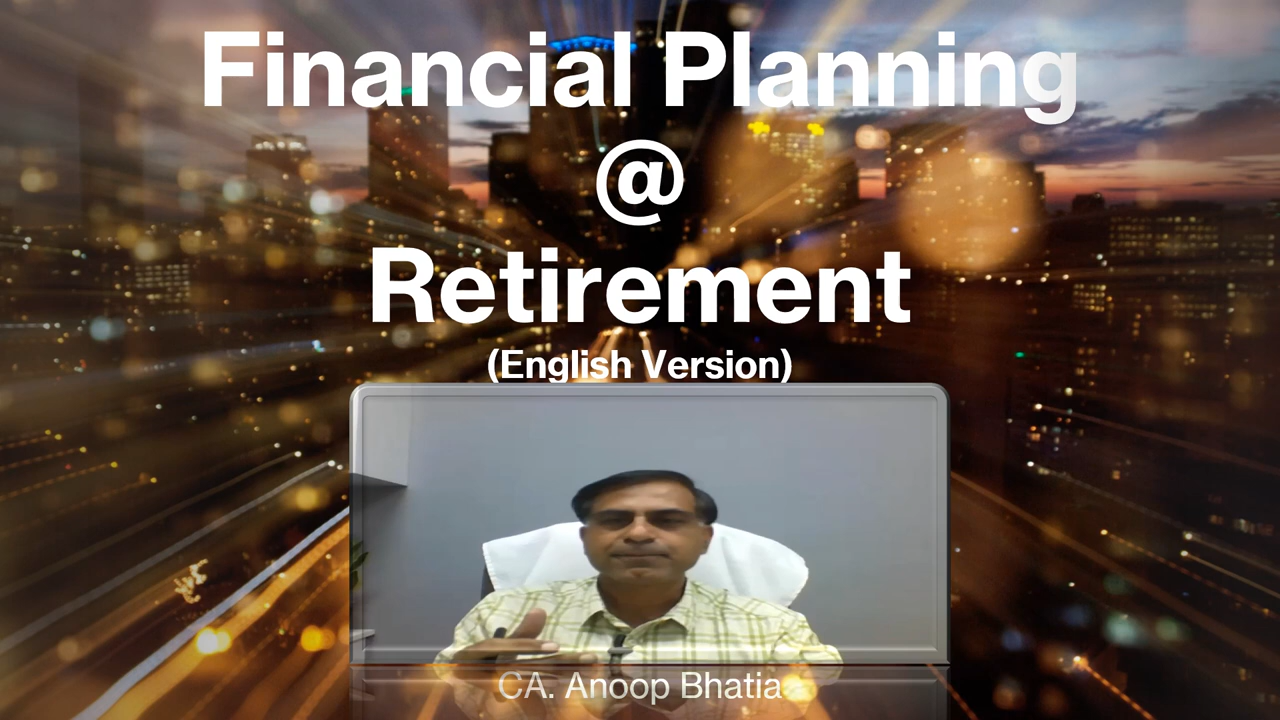 Financial Planning
@
Retirement
(English Version)
CA. Anoop Bhatia